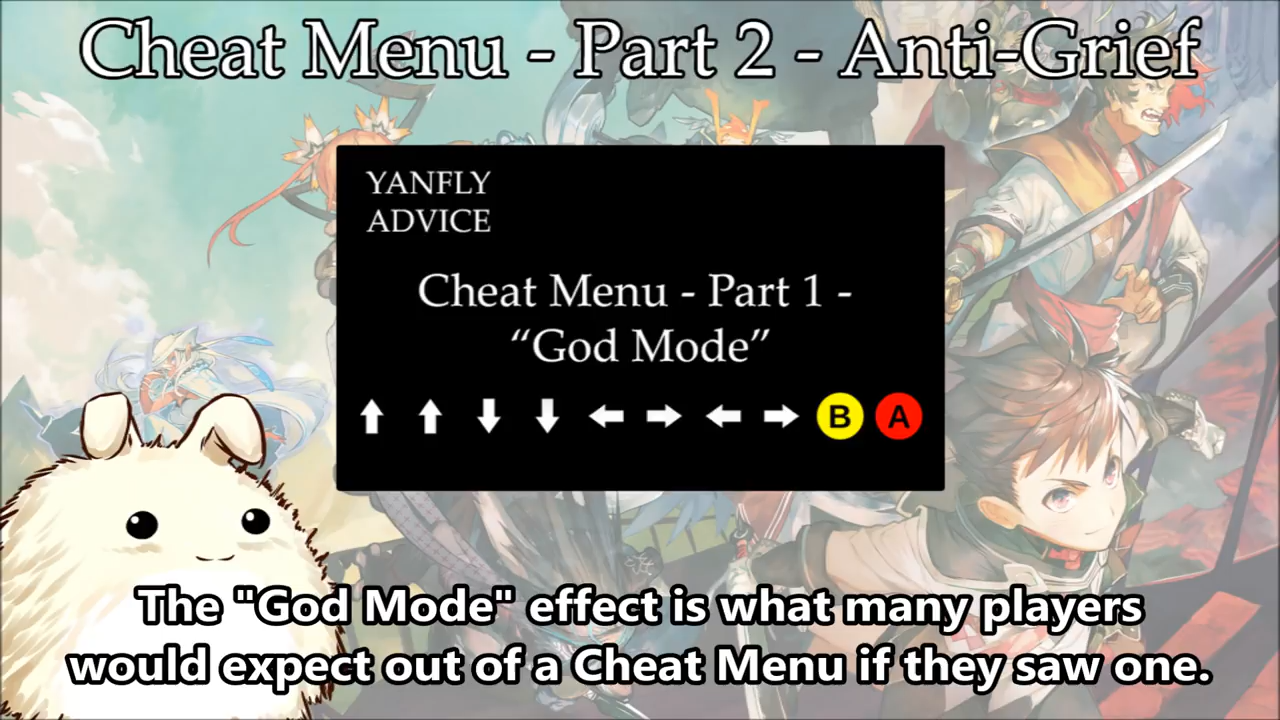 Cheat Menu - Part 2 - Anti-Grief
YANFLY
ADVICE
Cheat Menu - Part 1 -
“God Mode”
B A
The "God Mode" effect is what many players
would expect out of a Cheat Menu if they saw one.